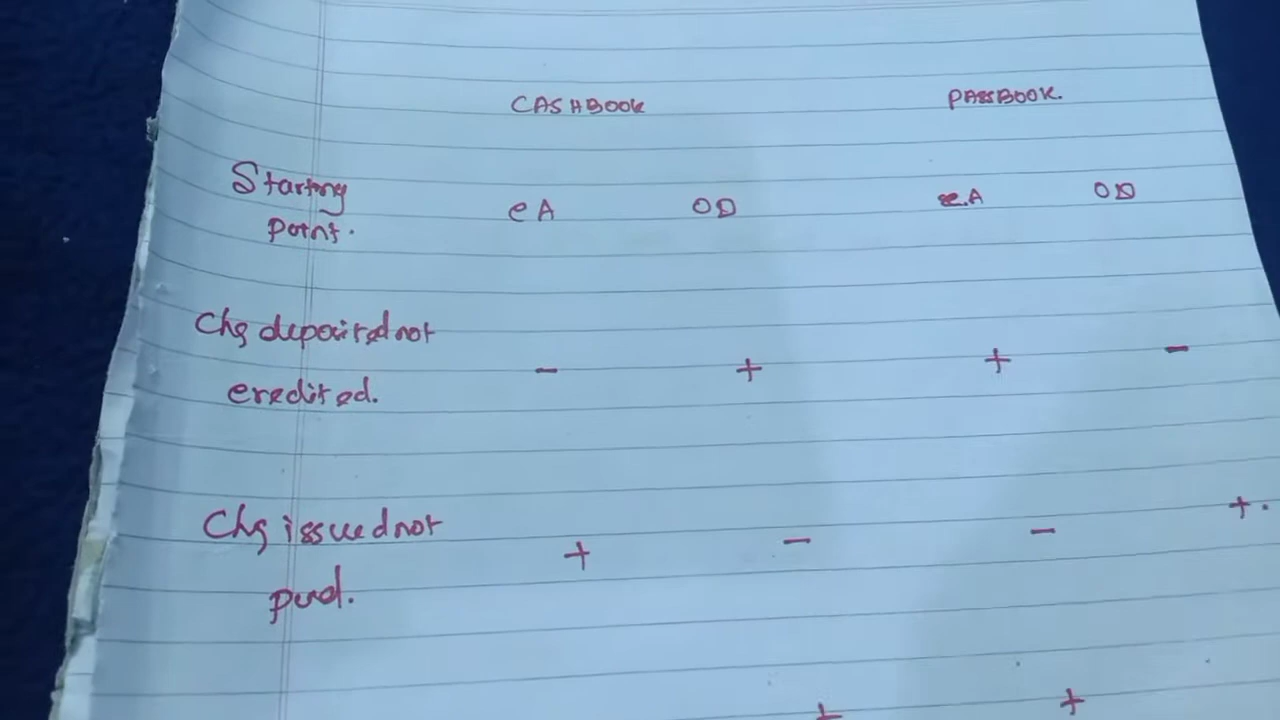 CASHBOOK PASSBOOK.
Starting
point. CA OD CA OD
Chq deposited not
credited. - + + -
Chq issued not + - - +.
paid.
+ +